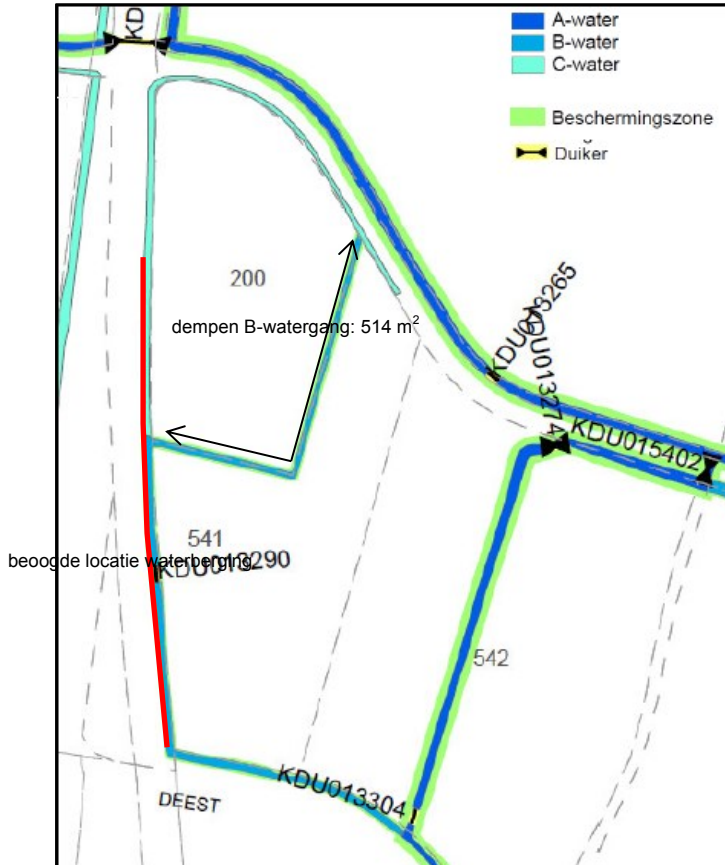 KD
A-water
B-water
C-water
Beschermingszone
Duiker
200
KDU013265
dempen B-watergang: 514 m²
KDU013274
KDU015402
541
beoogde locatie waterberging
KDU013290
542
KDU013304
DEEST